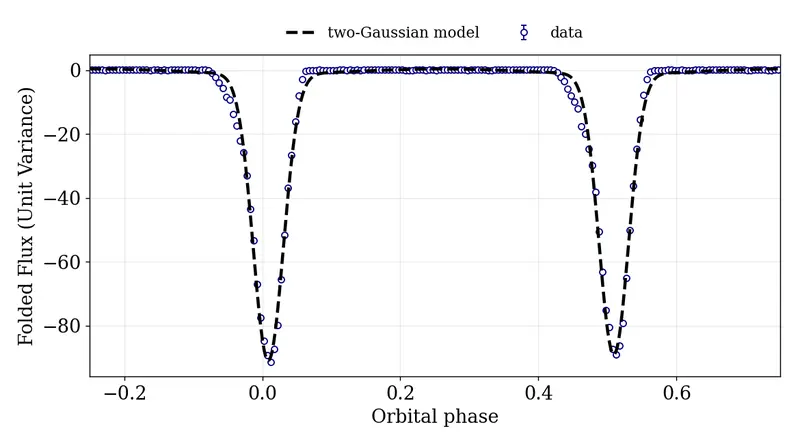 two-Gaussian model data
Folded Flux (Unit Variance)
0
−20
−40
−60
−80
−0.2 0.0 0.2 0.4 0.6
Orbital phase